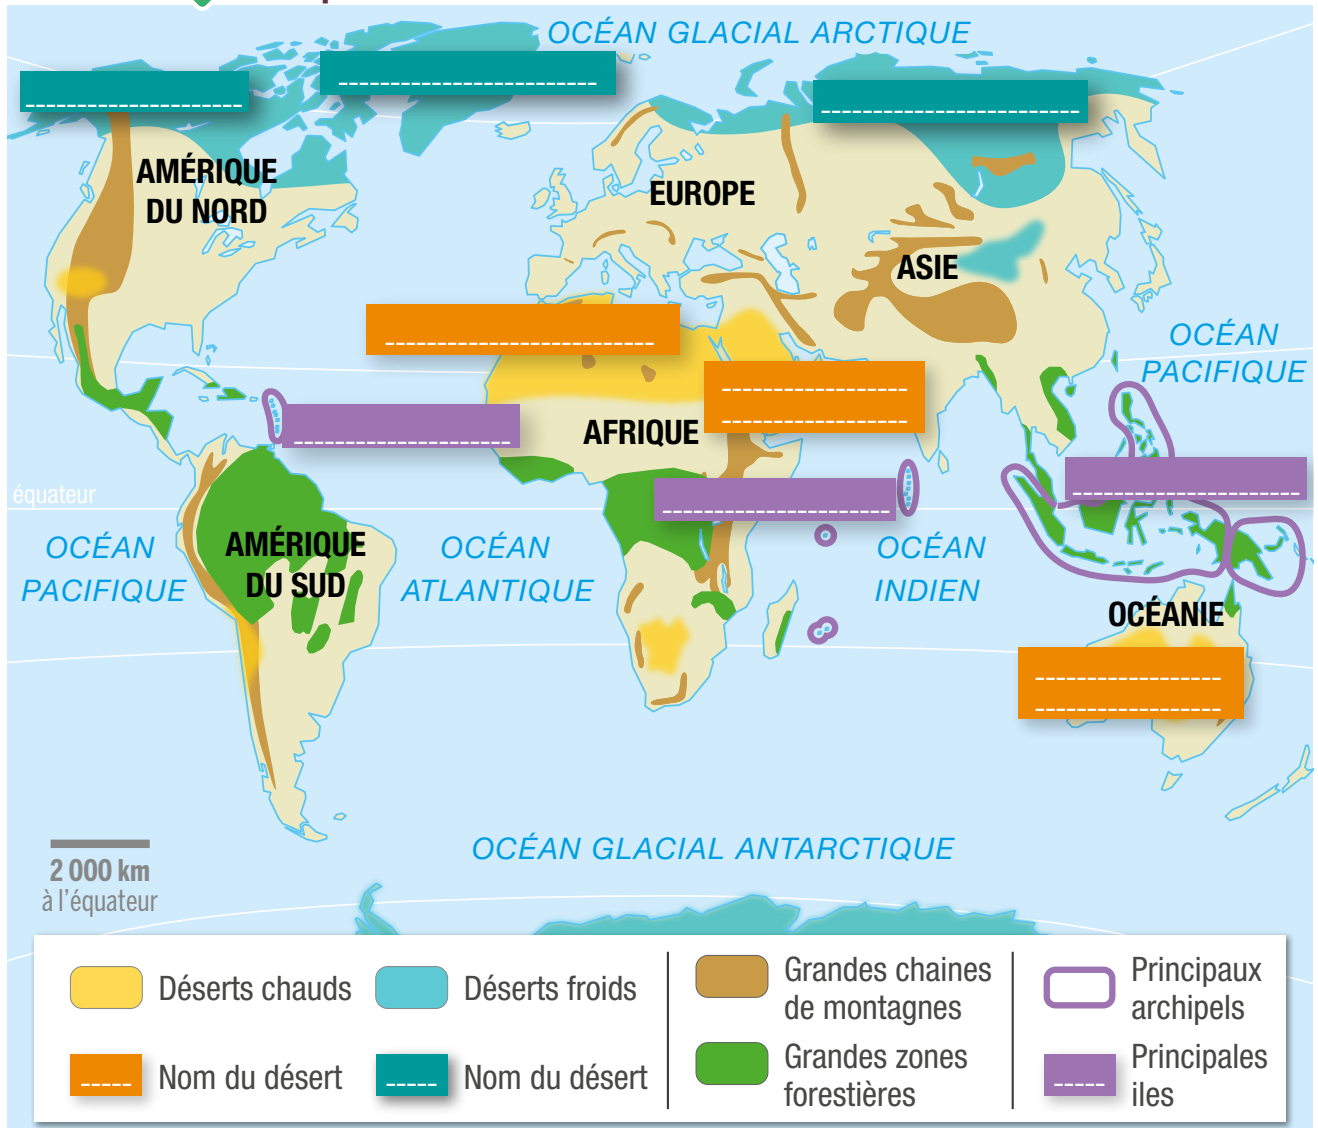 OCÉAN GLACIAL ARCTIQUE
AMÉRIQUE
DU NORD
EUROPE
ASIE
OCÉAN
PACIFIQUE
AFRIQUE
équateur
OCÉAN
PACIFIQUE
AMÉRIQUE
DU SUD
OCÉAN
ATLANTIQUE
OCÉAN
INDIEN
OCÉANIE
2 000 km
à l'équateur
OCÉAN GLACIAL ANTARCTIQUE
Déserts chauds
Déserts froids
Grandes chaines
de montagnes
Principaux
archipels
Nom du désert
Nom du désert
Grandes zones
forestières
Principales
iles